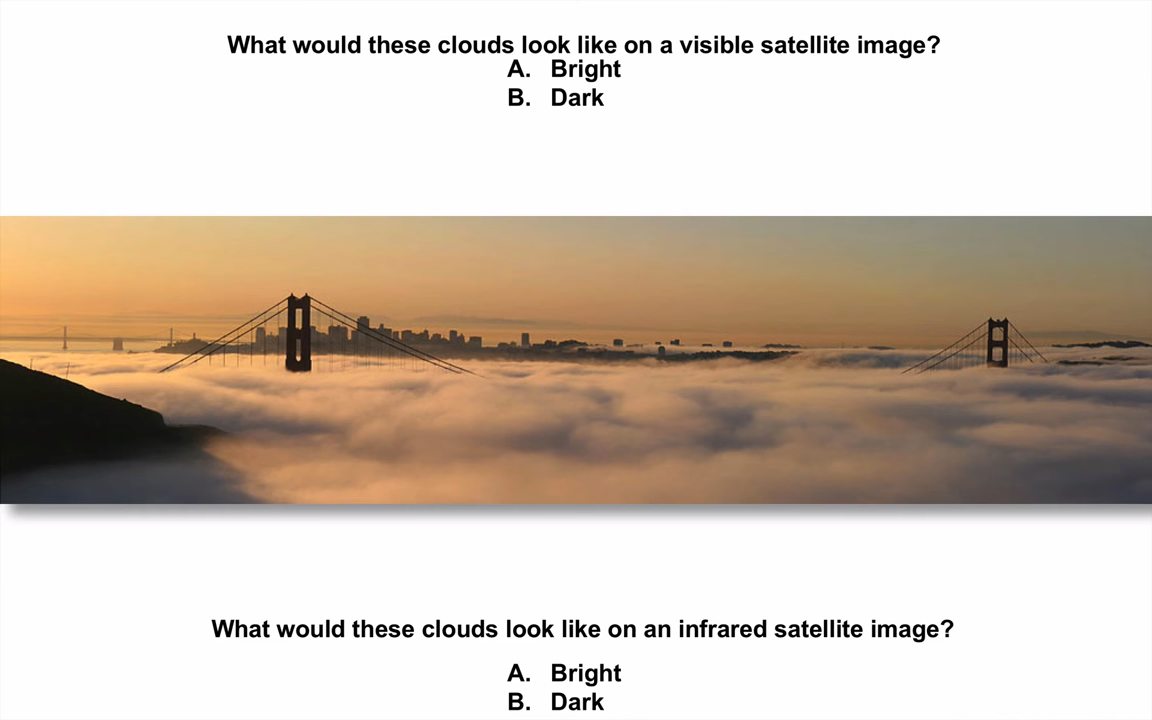 What would these clouds look like on a visible satellite image?
A. Bright
B. Dark
What would these clouds look like on an infrared satellite image?
A. Bright
B. Dark